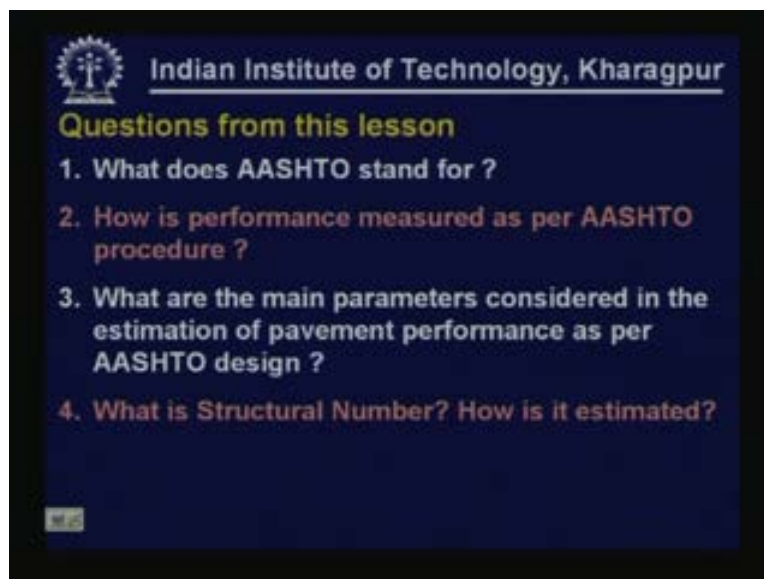 Indian Institute of Technology, Kharagpur
Questions from this lesson
1. What does AASHTO stand for ?
2. How is performance measured as per AASHTO
procedure ?
3. What are the main parameters considered in the
estimation of pavement performance as per
AASHTO design ?
4. What is Structural Number? How is it estimated?